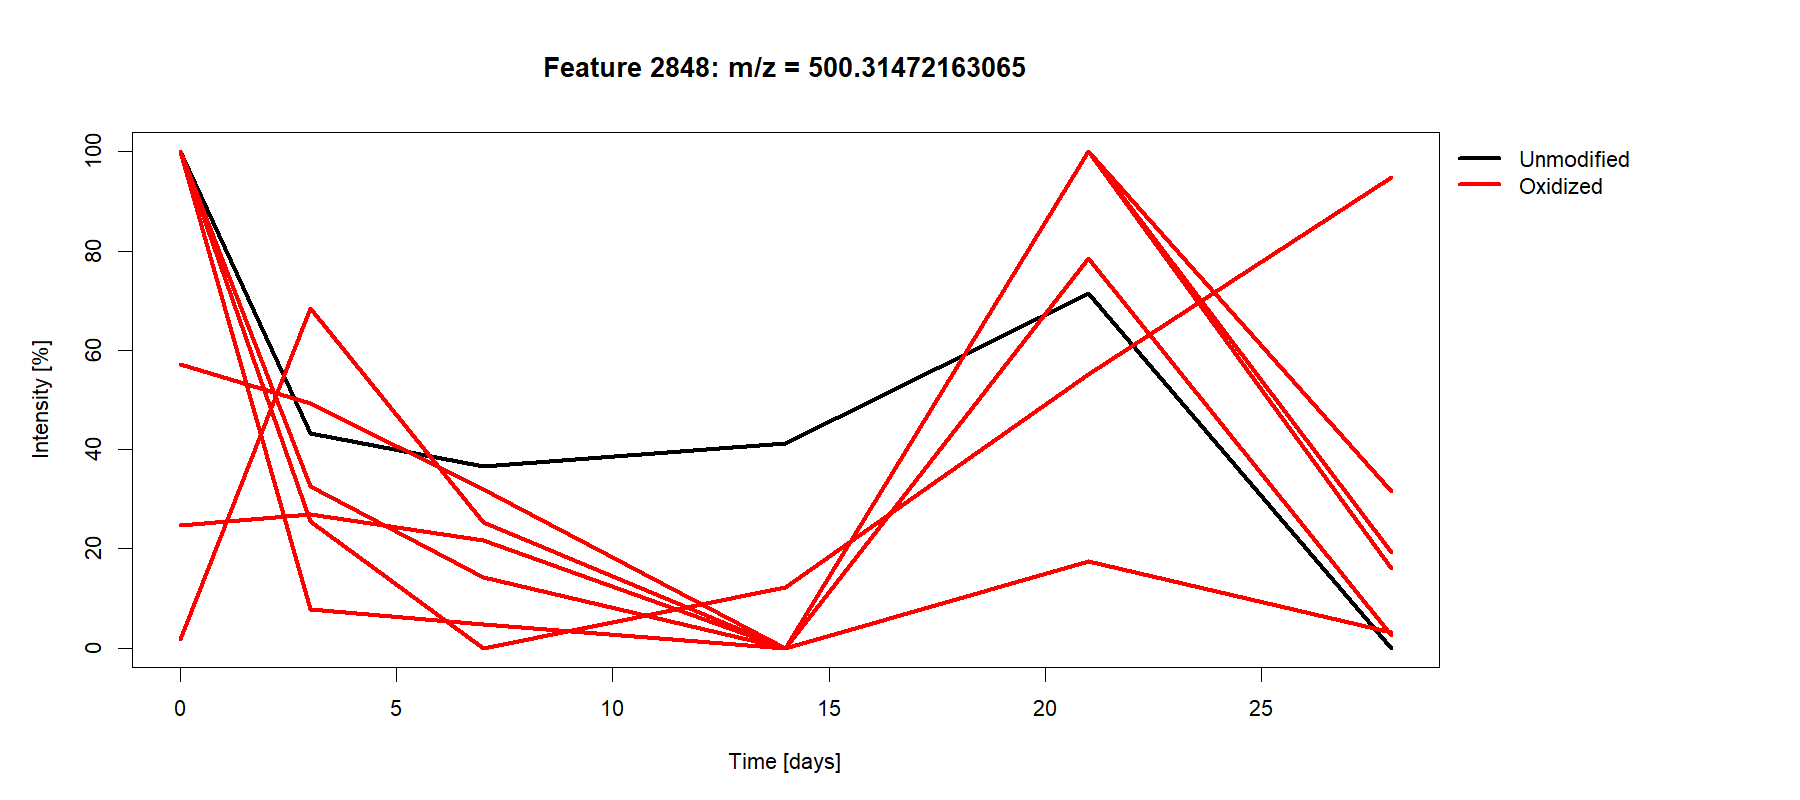 Feature 2848: m/z = 500.31472163065
Unmodified
Oxidized
Intensity [%]
100
80
60
40
20
0
0 5 10 15 20 25
Time [days]